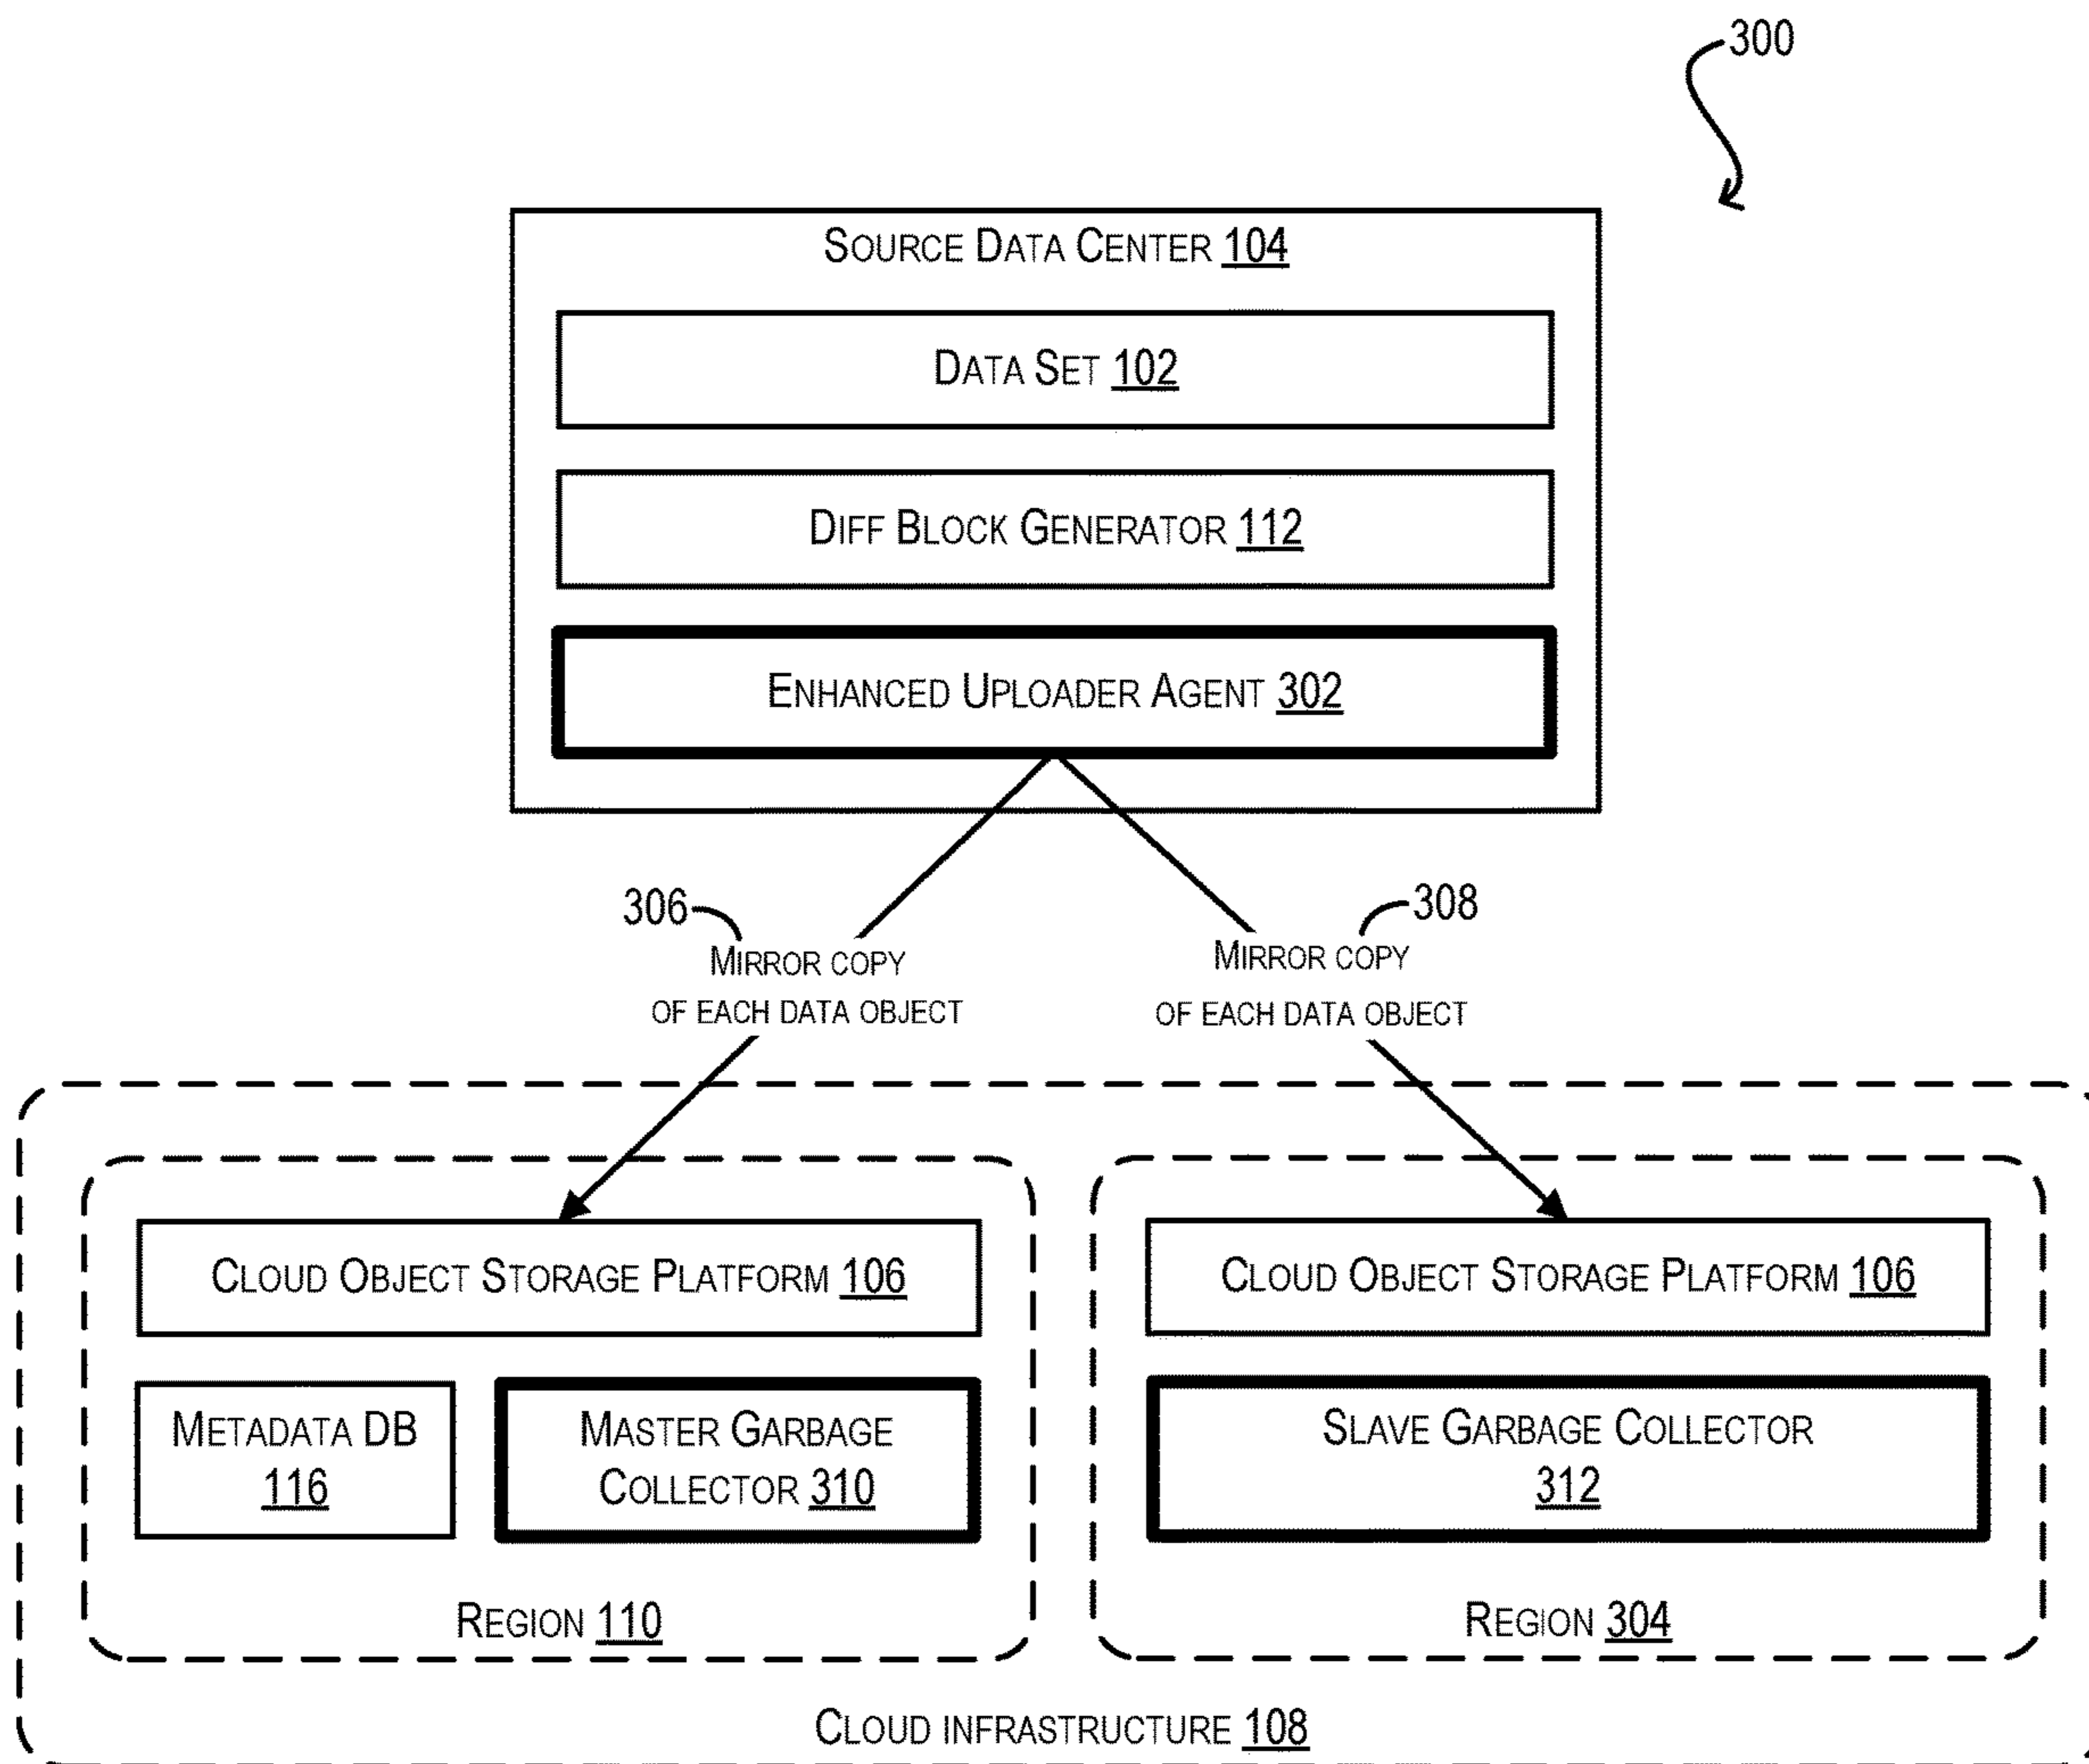 300
SOURCE DATA CENTER 104
DATA SET 102
DIFF BLOCK GENERATOR 112
ENHANCED UPLOADER AGENT 302
306
MIRROR COPY
OF EACH DATA OBJECT
308
MIRROR COPY
OF EACH DATA OBJECT
CLOUD OBJECT STORAGE PLATFORM 106
METADATA DB
116
MASTER GARBAGE
COLLECTOR 310
REGION 110
CLOUD OBJECT STORAGE PLATFORM 106
SLAVE GARBAGE COLLECTOR
312
REGION 304
CLOUD INFRASTRUCTURE 108